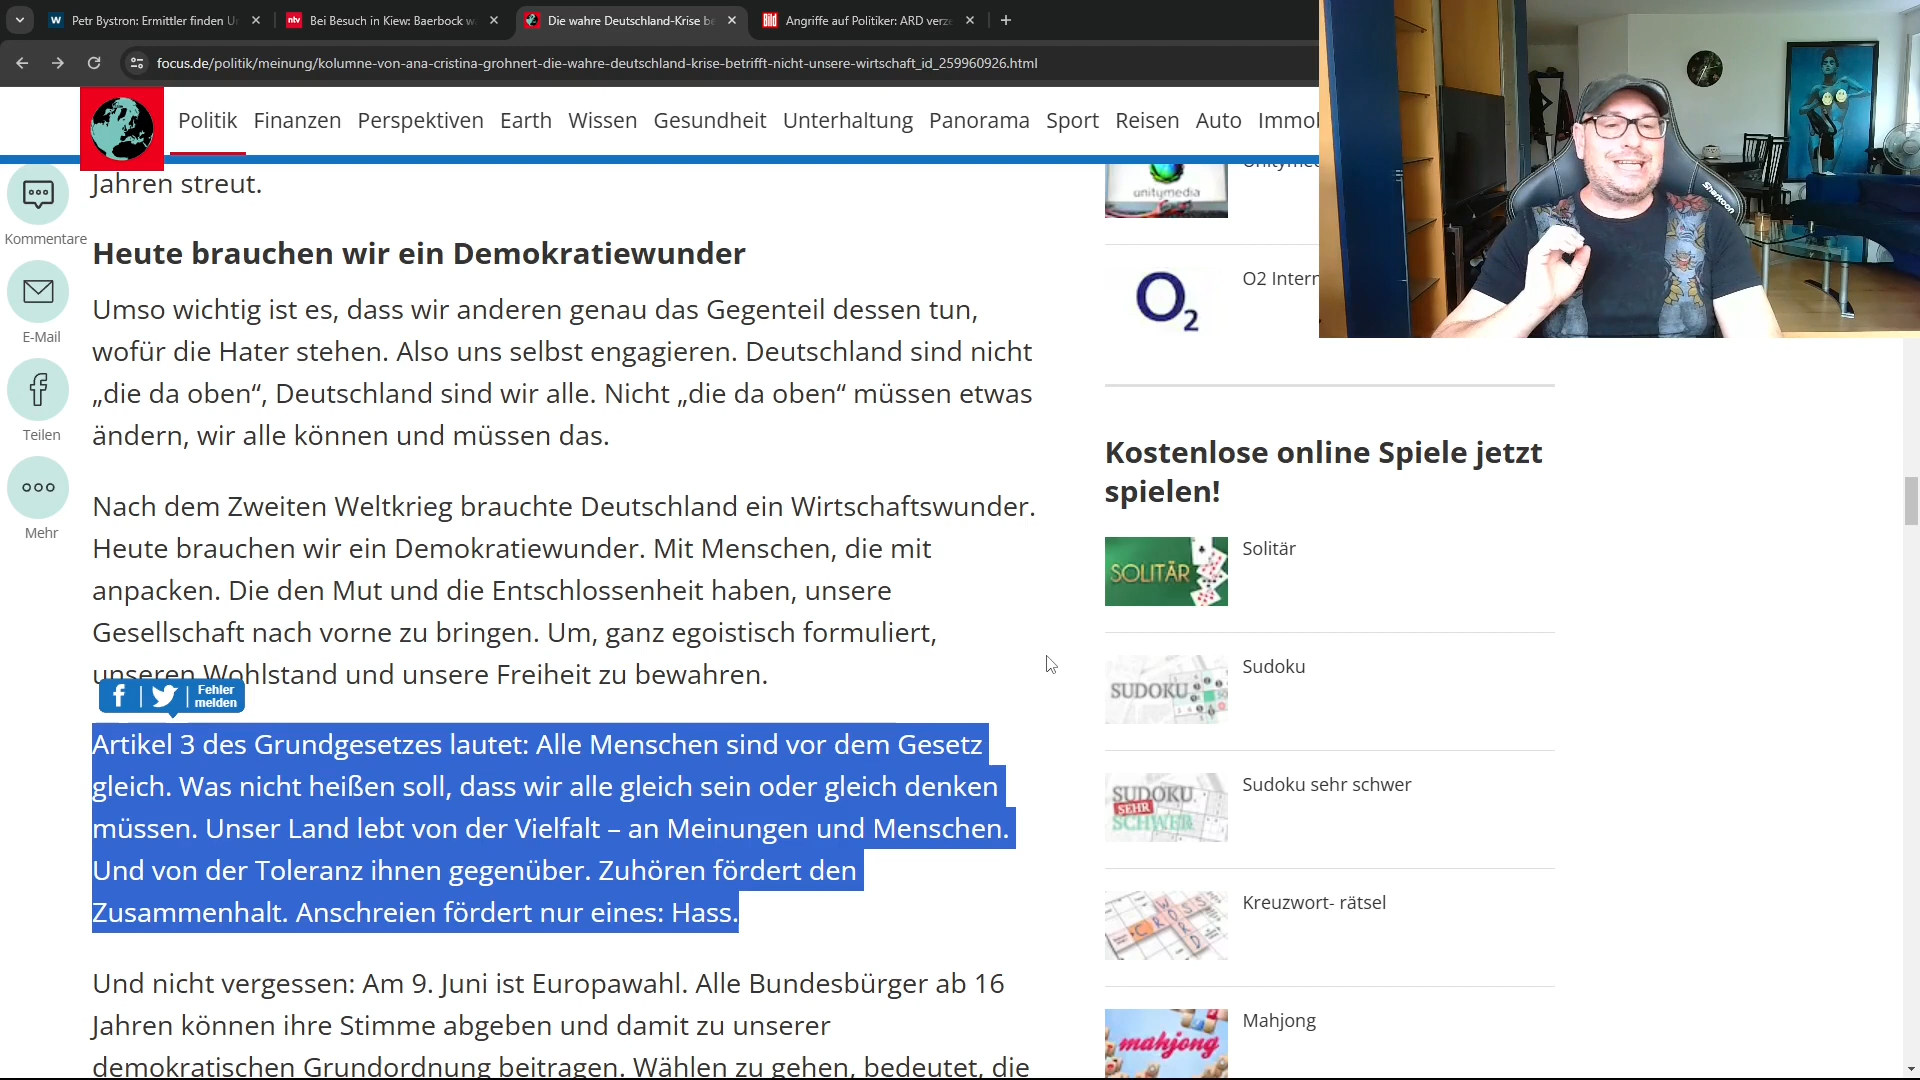 Petr Bystron: Ermittler finden U
Bei Besuch in Kiew: Baerbock w
Die wahre Deutschland-Krise be
Angriffe auf Politiker: ARD verz
focus.de/politik/meinung/kolumne-von-ana-cristina-grohnert-die-wahre-deutschland-krise-betrifft-nicht-unsere-wirtschaft_id_259960926.html
Politik Finanzen Perspektiven Earth Wissen Gesundheit Unterhaltung Panorama Sport Reisen Auto Immo
Kommentare
E-Mail
Teilen
Mehr
Jahren streut.
Heute brauchen wir ein Demokratiewunder
Umso wichtig ist es, dass wir anderen genau das Gegenteil dessen tun,
wofür die Hater stehen. Also uns selbst engagieren. Deutschland sind nicht
„die da oben“, Deutschland sind wir alle. Nicht „die da oben“ müssen etwas
ändern, wir alle können und müssen das.
Nach dem Zweiten Weltkrieg brauchte Deutschland ein Wirtschaftswunder.
Heute brauchen wir ein Demokratiewunder. Mit Menschen, die mit
anpacken. Die den Mut und die Entschlossenheit haben, unsere
Gesellschaft nach vorne zu bringen. Um, ganz egoistisch formuliert,
unseren Wohlstand und unsere Freiheit zu bewahren.
Fehler
melden
Artikel 3 des Grundgesetzes lautet: Alle Menschen sind vor dem Gesetz
gleich. Was nicht heißen soll, dass wir alle gleich sein oder gleich denken
müssen. Unser Land lebt von der Vielfalt – an Meinungen und Menschen.
Und von der Toleranz ihnen gegenüber. Zuhören fördert den
Zusammenhalt. Anschreien fördert nur eines: Hass.
Und nicht vergessen: Am 9. Juni ist Europawahl. Alle Bundesbürger ab 16
Jahren können ihre Stimme abgeben und damit zu unserer
demokratischen Grundordnung beitragen. Wählen zu gehen, bedeutet, die
unitymedia
O2
O2 Intern
Kostenlose online Spiele jetzt
spielen!
SOLITÄR
Solitär
SUDOKU
Sudoku
SUDOKU
SEHR
SCHWER
Sudoku sehr schwer
CROSS
WORD
Kreuzwort- rätsel
mahjong
Mahjong
Sharkoon